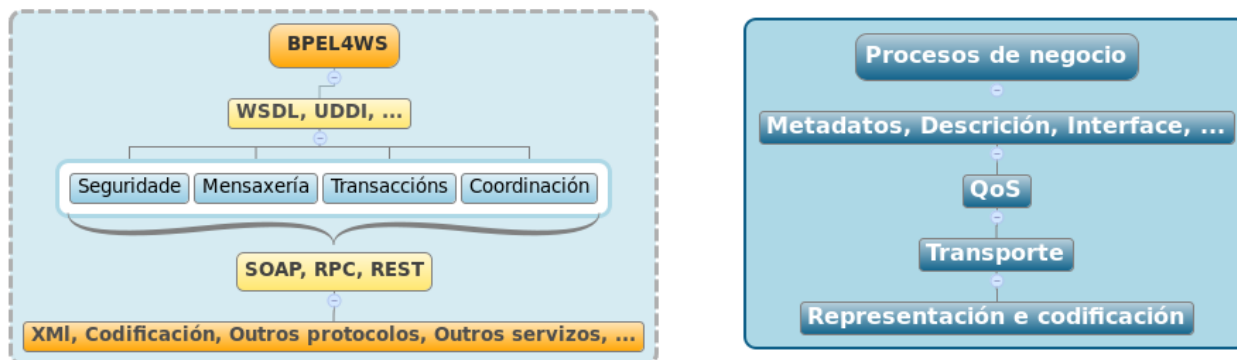 BPEL4WS
WSDL, UDDI, ...
Seguridade Mensaxería Transaccións Coordinación
SOAP, RPC, REST
XMl, Codificación, Outros protocolos, Outros servizos, ...
Procesos de negocio
Metadatos, Descrición, Interface, ...
QoS
Transporte
Representación e codificación